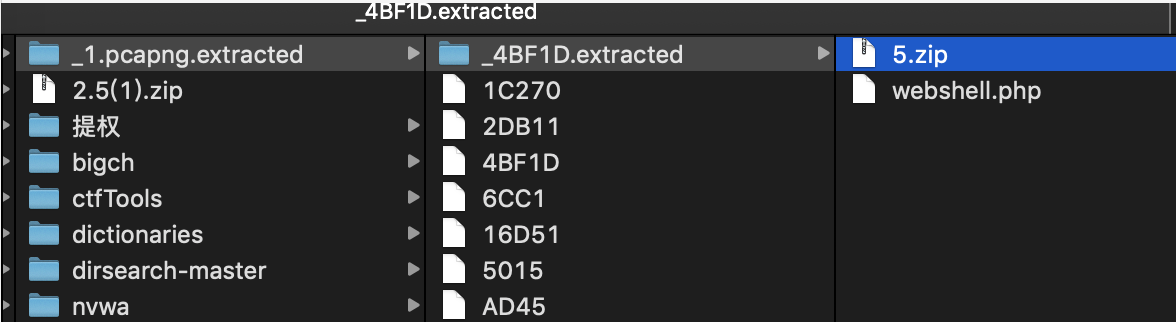 _4BF1D.extracted
_1.pcapng.extracted
2.5(1).zip
提权
bigch
ctfTools
dictionaries
dirsearch-master
nvwa
_4BF1D.extracted
1C270
2DB11
4BF1D
6CC1
16D51
5015
AD45
5.zip
webshell.php